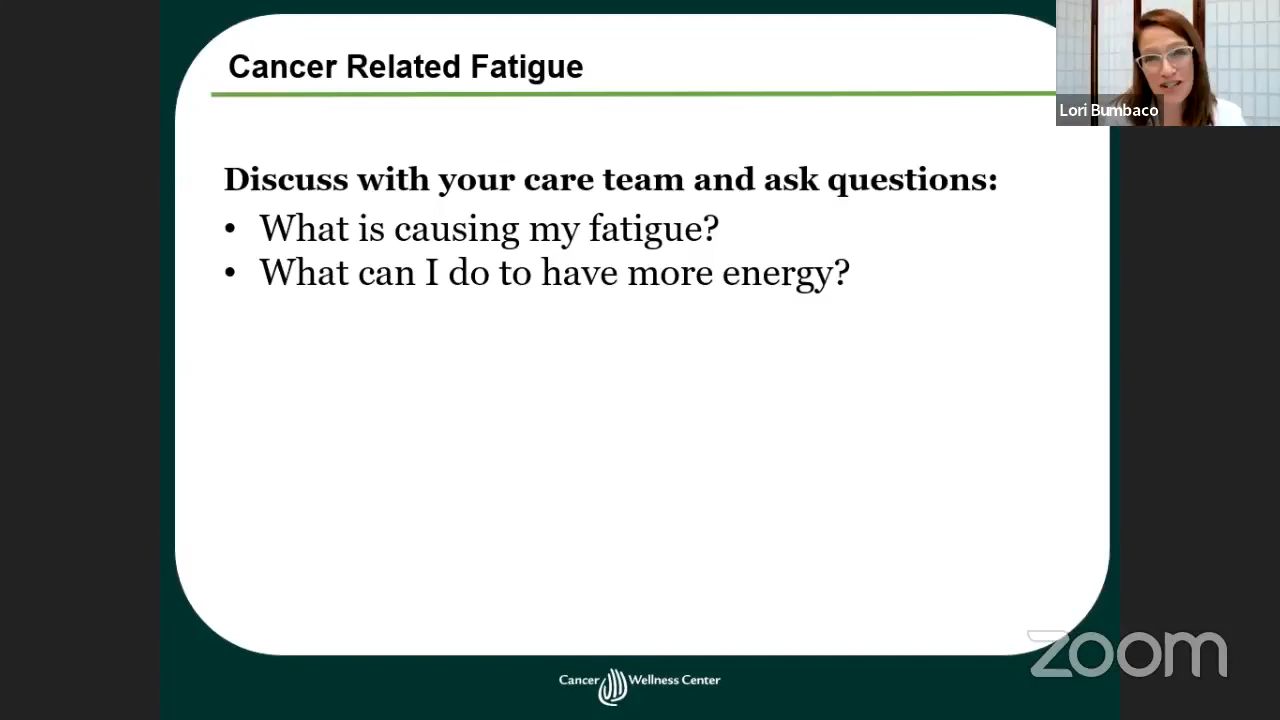 Cancer Related Fatigue
Lori Bumbaco
Discuss with your care team and ask questions:
• What is causing my fatigue?
• What can I do to have more energy?
zoom
Cancer Wellness Center